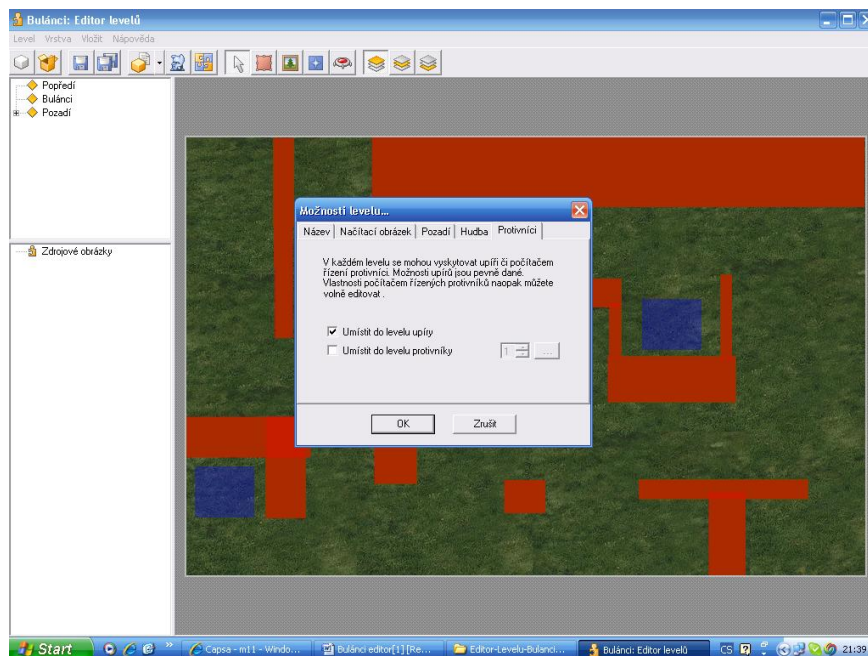 Bulánci: Editor levelů
Level Vrstva Vložit Nápověda
Popředí
Bulánci
Pozadí
Zdrojové obrázky
Možnosti levelu...
Název Načítací obrázek Pozadí Hudba Protivníci
V každém levelu se mohou vyskytovat upíři či počítačem
řízení protivníci. Možnosti upírů jsou pevně dané.
Vlastnosti počítačem řízených protivníků naopak můžete
volně editovat .
Umístit do levelu upíry
Umístit do levelu protivníky 1 ...
OK Zrušit
Start Capsa - m11 - Windo... Bulánci editor[1] [Re... Editor-Levelu-Bulanci... Bulánci: Editor levelů CS 21:39